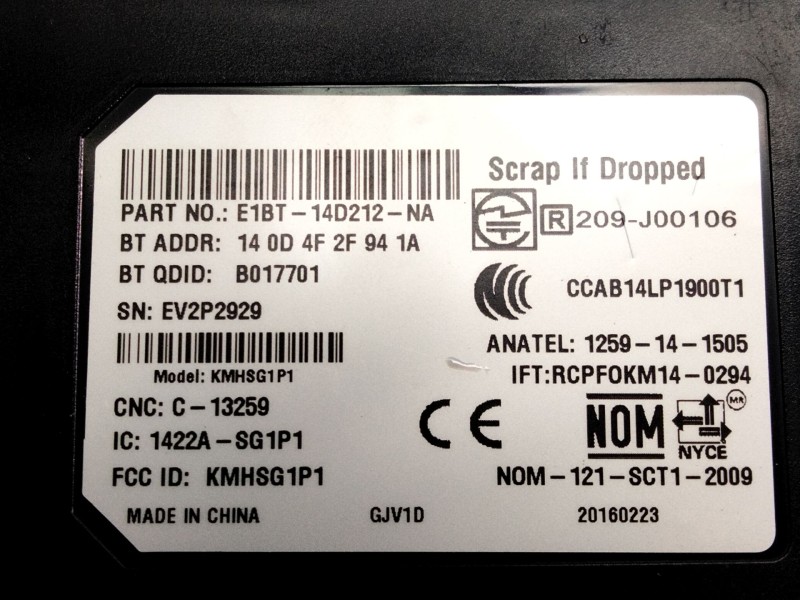 Scrap If Dropped
PART NO.: E1BT-14D212-NA
R 209-J00106
BT ADDR: 14 0D 4F 2F 94 1A
BT QDID: B017701
CCAB14LP1900T1
SN: EV2P2929
ANATEL: 1259-14-1505
Model: KMHSG1P1
IFT:RCPFOKM14-0294
CNC: C-13259
CE
NOM
MR
NYCE
IC: 1422A-SG1P1
FCC ID: KMHSG1P1
NOM-121-SCT1-2009
MADE IN CHINA
GJV1D
20160223